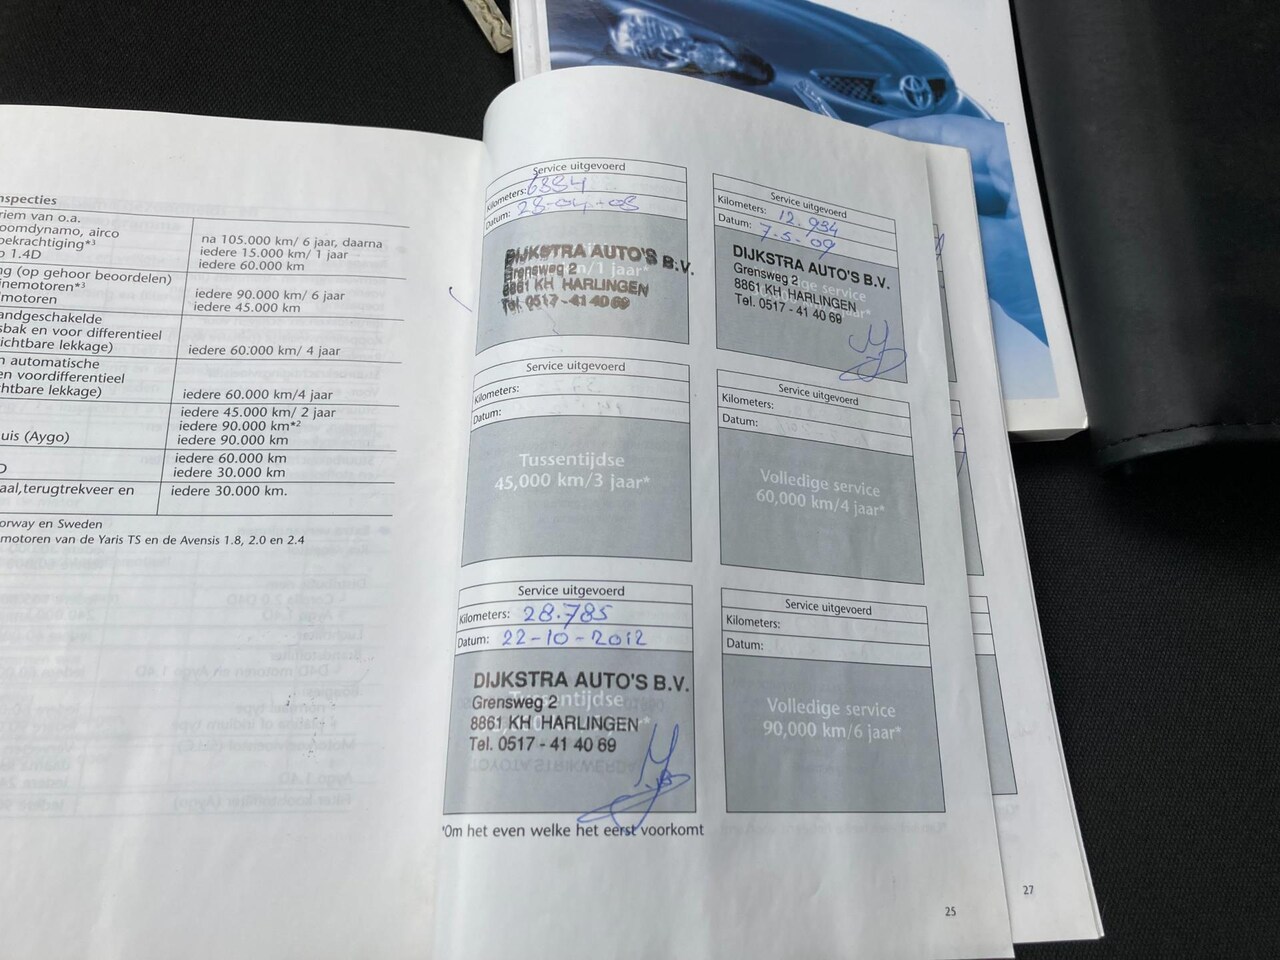 nspecties
riem van o.a.
oomdynamo, airco
bekrachtiging*3
o 1.4D
na 105.000 km/ 6 jaar, daarna
iedere 15.000 km/ 1 jaar
iedere 60.000 km
ng (op gehoor beoordelen)
inemotoren*3
lmotoren
iedere 90.000 km/ 6 jaar
iedere 45.000 km
andgeschakelde
sbak en voor differentieel
ichtbare lekkage)
iedere 60.000 km/ 4 jaar
n automatische
en voordifferentieel
chtbare lekkage)
iedere 60.000 km/4 jaar
iedere 45.000 km/ 2 jaar
iedere 90.000 km*2
uis (Aygo)
iedere 90.000 km
D
iedere 60.000 km
iedere 30.000 km
aal,terugtrekveer en
iedere 30.000 km.
orway en Sweden
motoren van de Yaris TS en de Avensis 1.8, 2.0 en 2.4
Service uitgevoerd
Kilometers: 6884
Datum: 28-04-08
/1 jaar*
DIJKSTRA AUTO'S B.V.
Grensweg 2
8861 KH HARLINGEN
Tel. 0517 - 41 40 69
Service uitgevoerd
Kilometers: 12.934
Datum: 7-5-09
DIJKSTRA AUTO'S B.V.
Grensweg 2
8861 KH HARLINGEN
Tel. 0517 - 41 40 69
Service uitgevoerd
Kilometers:
Datum:
Tussentijdse
45,000 km/3 jaar*
Service uitgevoerd
Kilometers:
Datum:
Volledige service
60,000 km/4 jaar*
Service uitgevoerd
Kilometers: 28.785
Datum: 22-10-2012
DIJKSTRA AUTO'S B.V.
Tussentijdse
Grensweg 2
8861 KH HARLINGEN
Tel. 0517 - 41 40 69
Service uitgevoerd
Kilometers:
Datum:
Volledige service
90,000 km/6 jaar*
*Om het even welke het eerst voorkomt
25
27